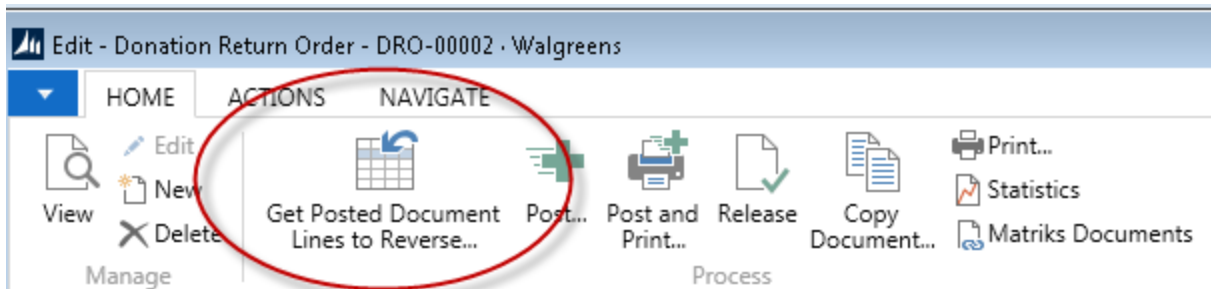 Edit - Donation Return Order - DRO-00002 · Walgreens
HOME ACTIONS NAVIGATE
View
Edit
New
Delete
Manage
Get Posted Document
Lines to Reverse...
Post...
Post and
Print...
Release
Copy
Document...
Print...
Statistics
Matriks Documents
Process